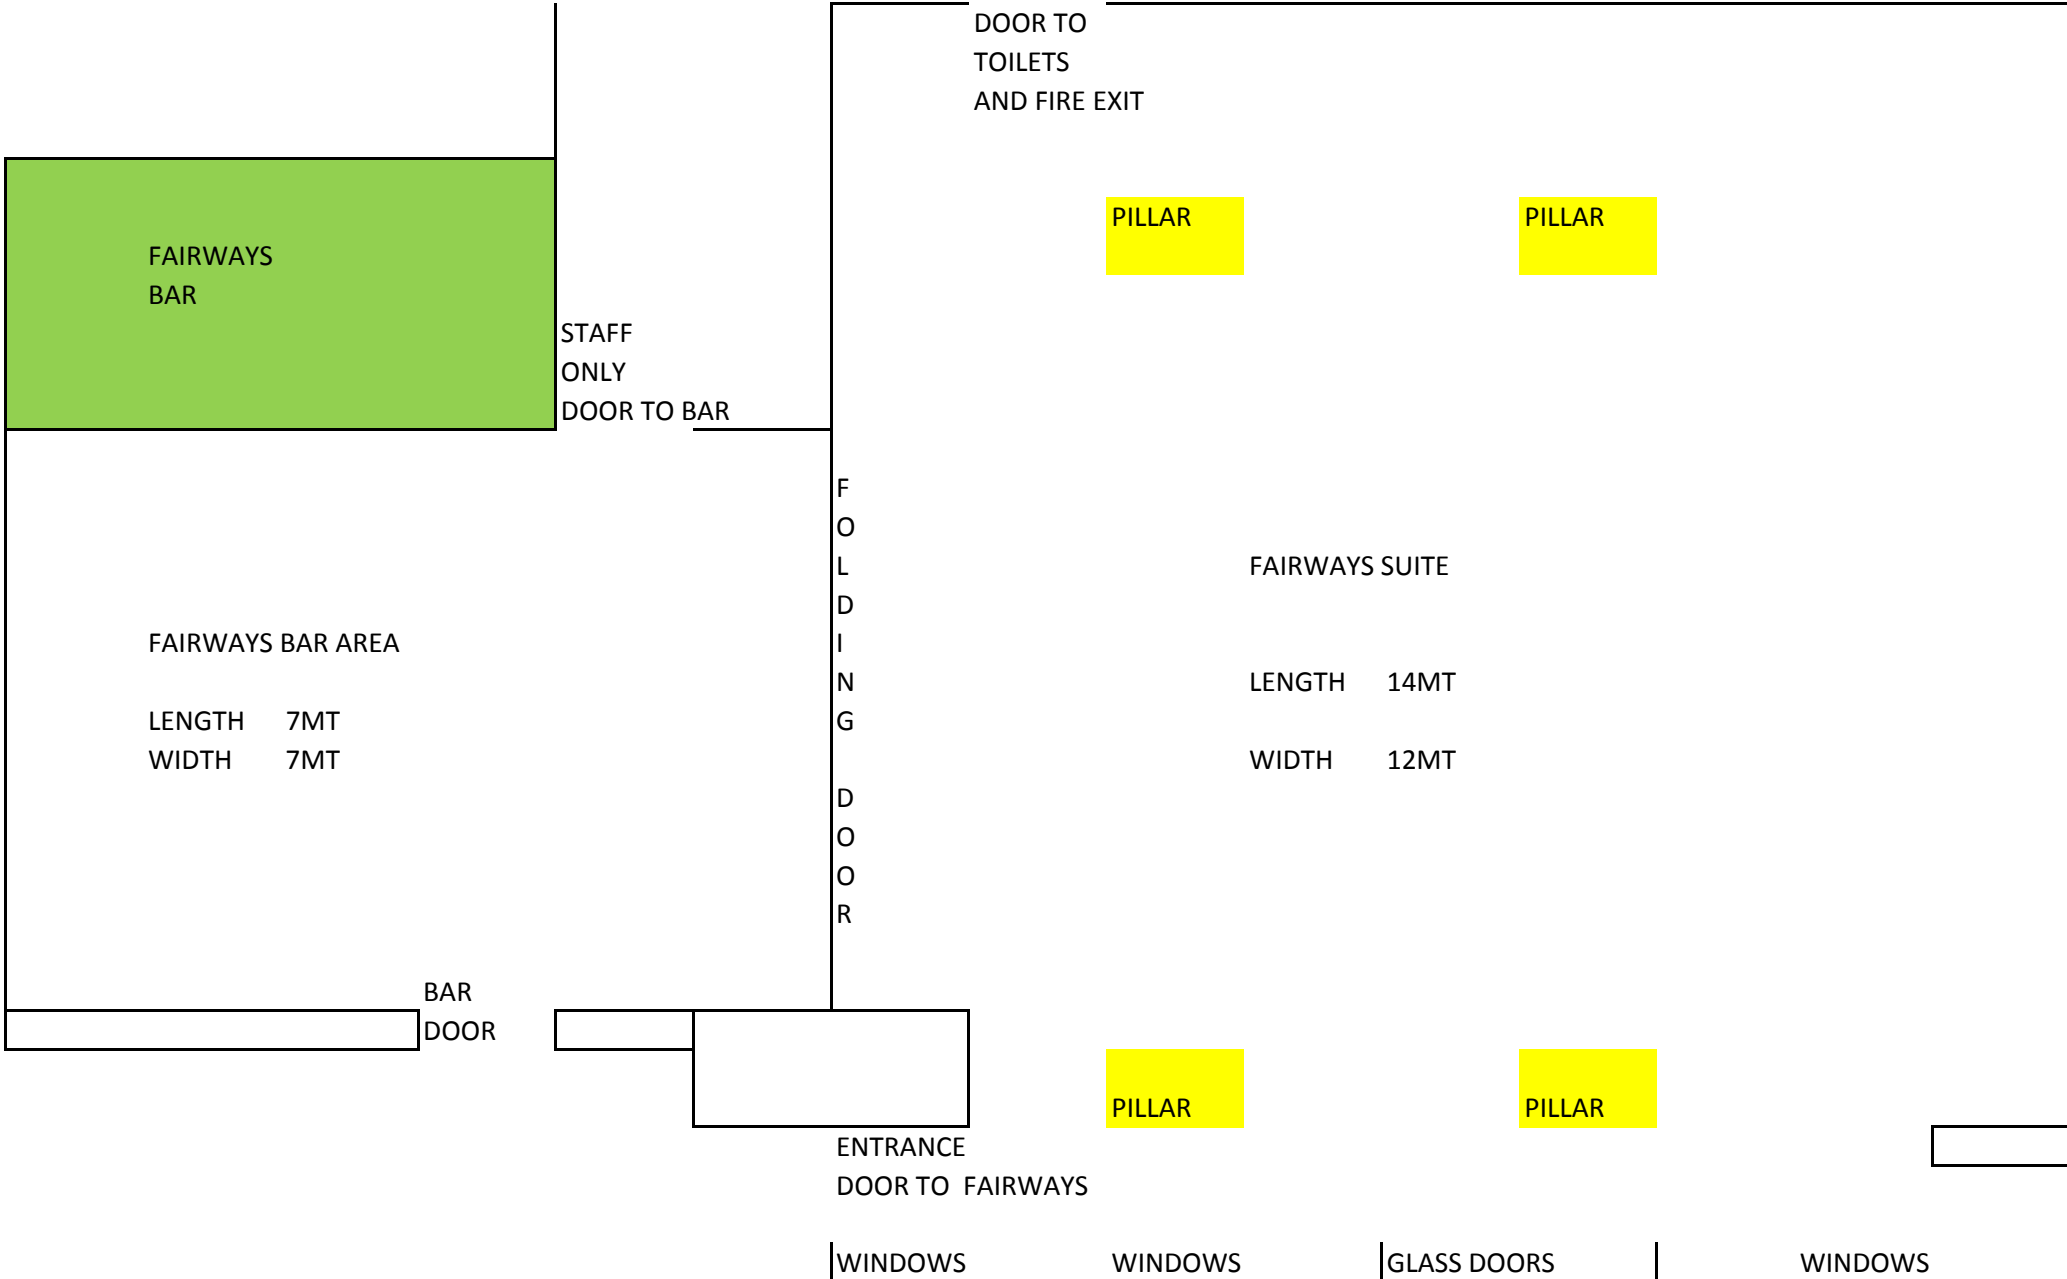 DOOR TO
TOILETS
AND FIRE EXIT
PILLAR
PILLAR
FAIRWAYS
BAR
STAFF
ONLY
DOOR TO BAR
F
O
L
D
I
N
G
D
O
O
R
FAIRWAYS SUITE
FAIRWAYS BAR AREA
LENGTH 14MT
LENGTH 7MT
WIDTH 7MT
WIDTH 12MT
BAR
DOOR
PILLAR
PILLAR
ENTRANCE
DOOR TO FAIRWAYS
WINDOWS
WINDOWS
GLASS DOORS
WINDOWS